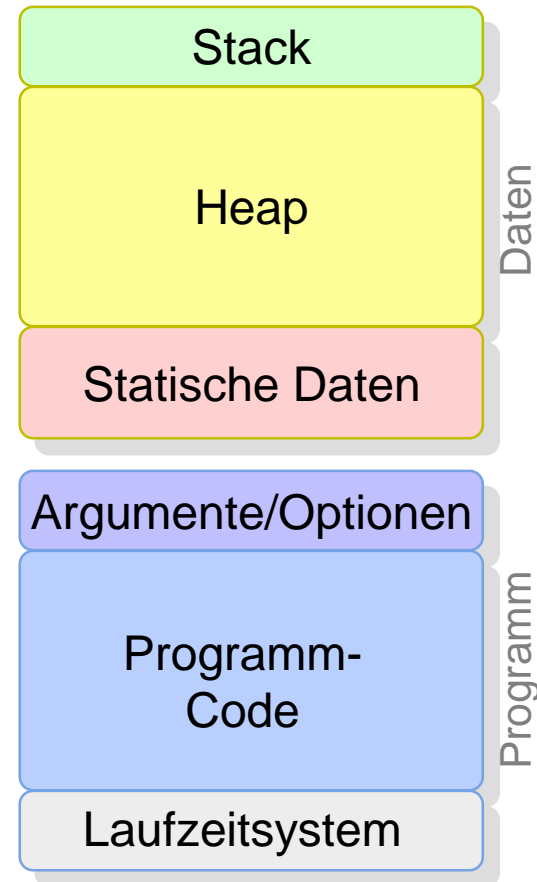 Stack
Heap
Daten
Statische Daten
Argumente/Optionen
Programm-
Code
Programm
Laufzeitsystem